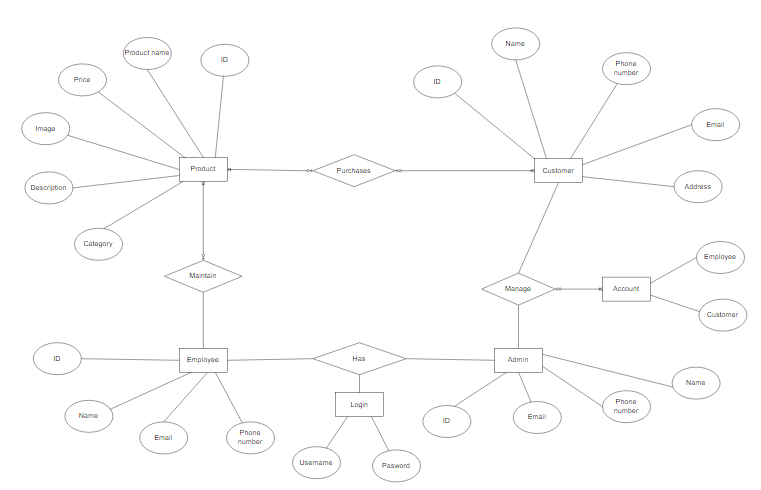 Name
Product name
ID
Phone
number
Price
ID
Image
Email
Product
Purchases
Customer
Description
Address
Category
Employee
Maintain
Manage
Account
Customer
ID
Employee
Has
Admin
Name
Login
Name
Email
Phone
number
ID
Email
Phone
number
Username
Pasword